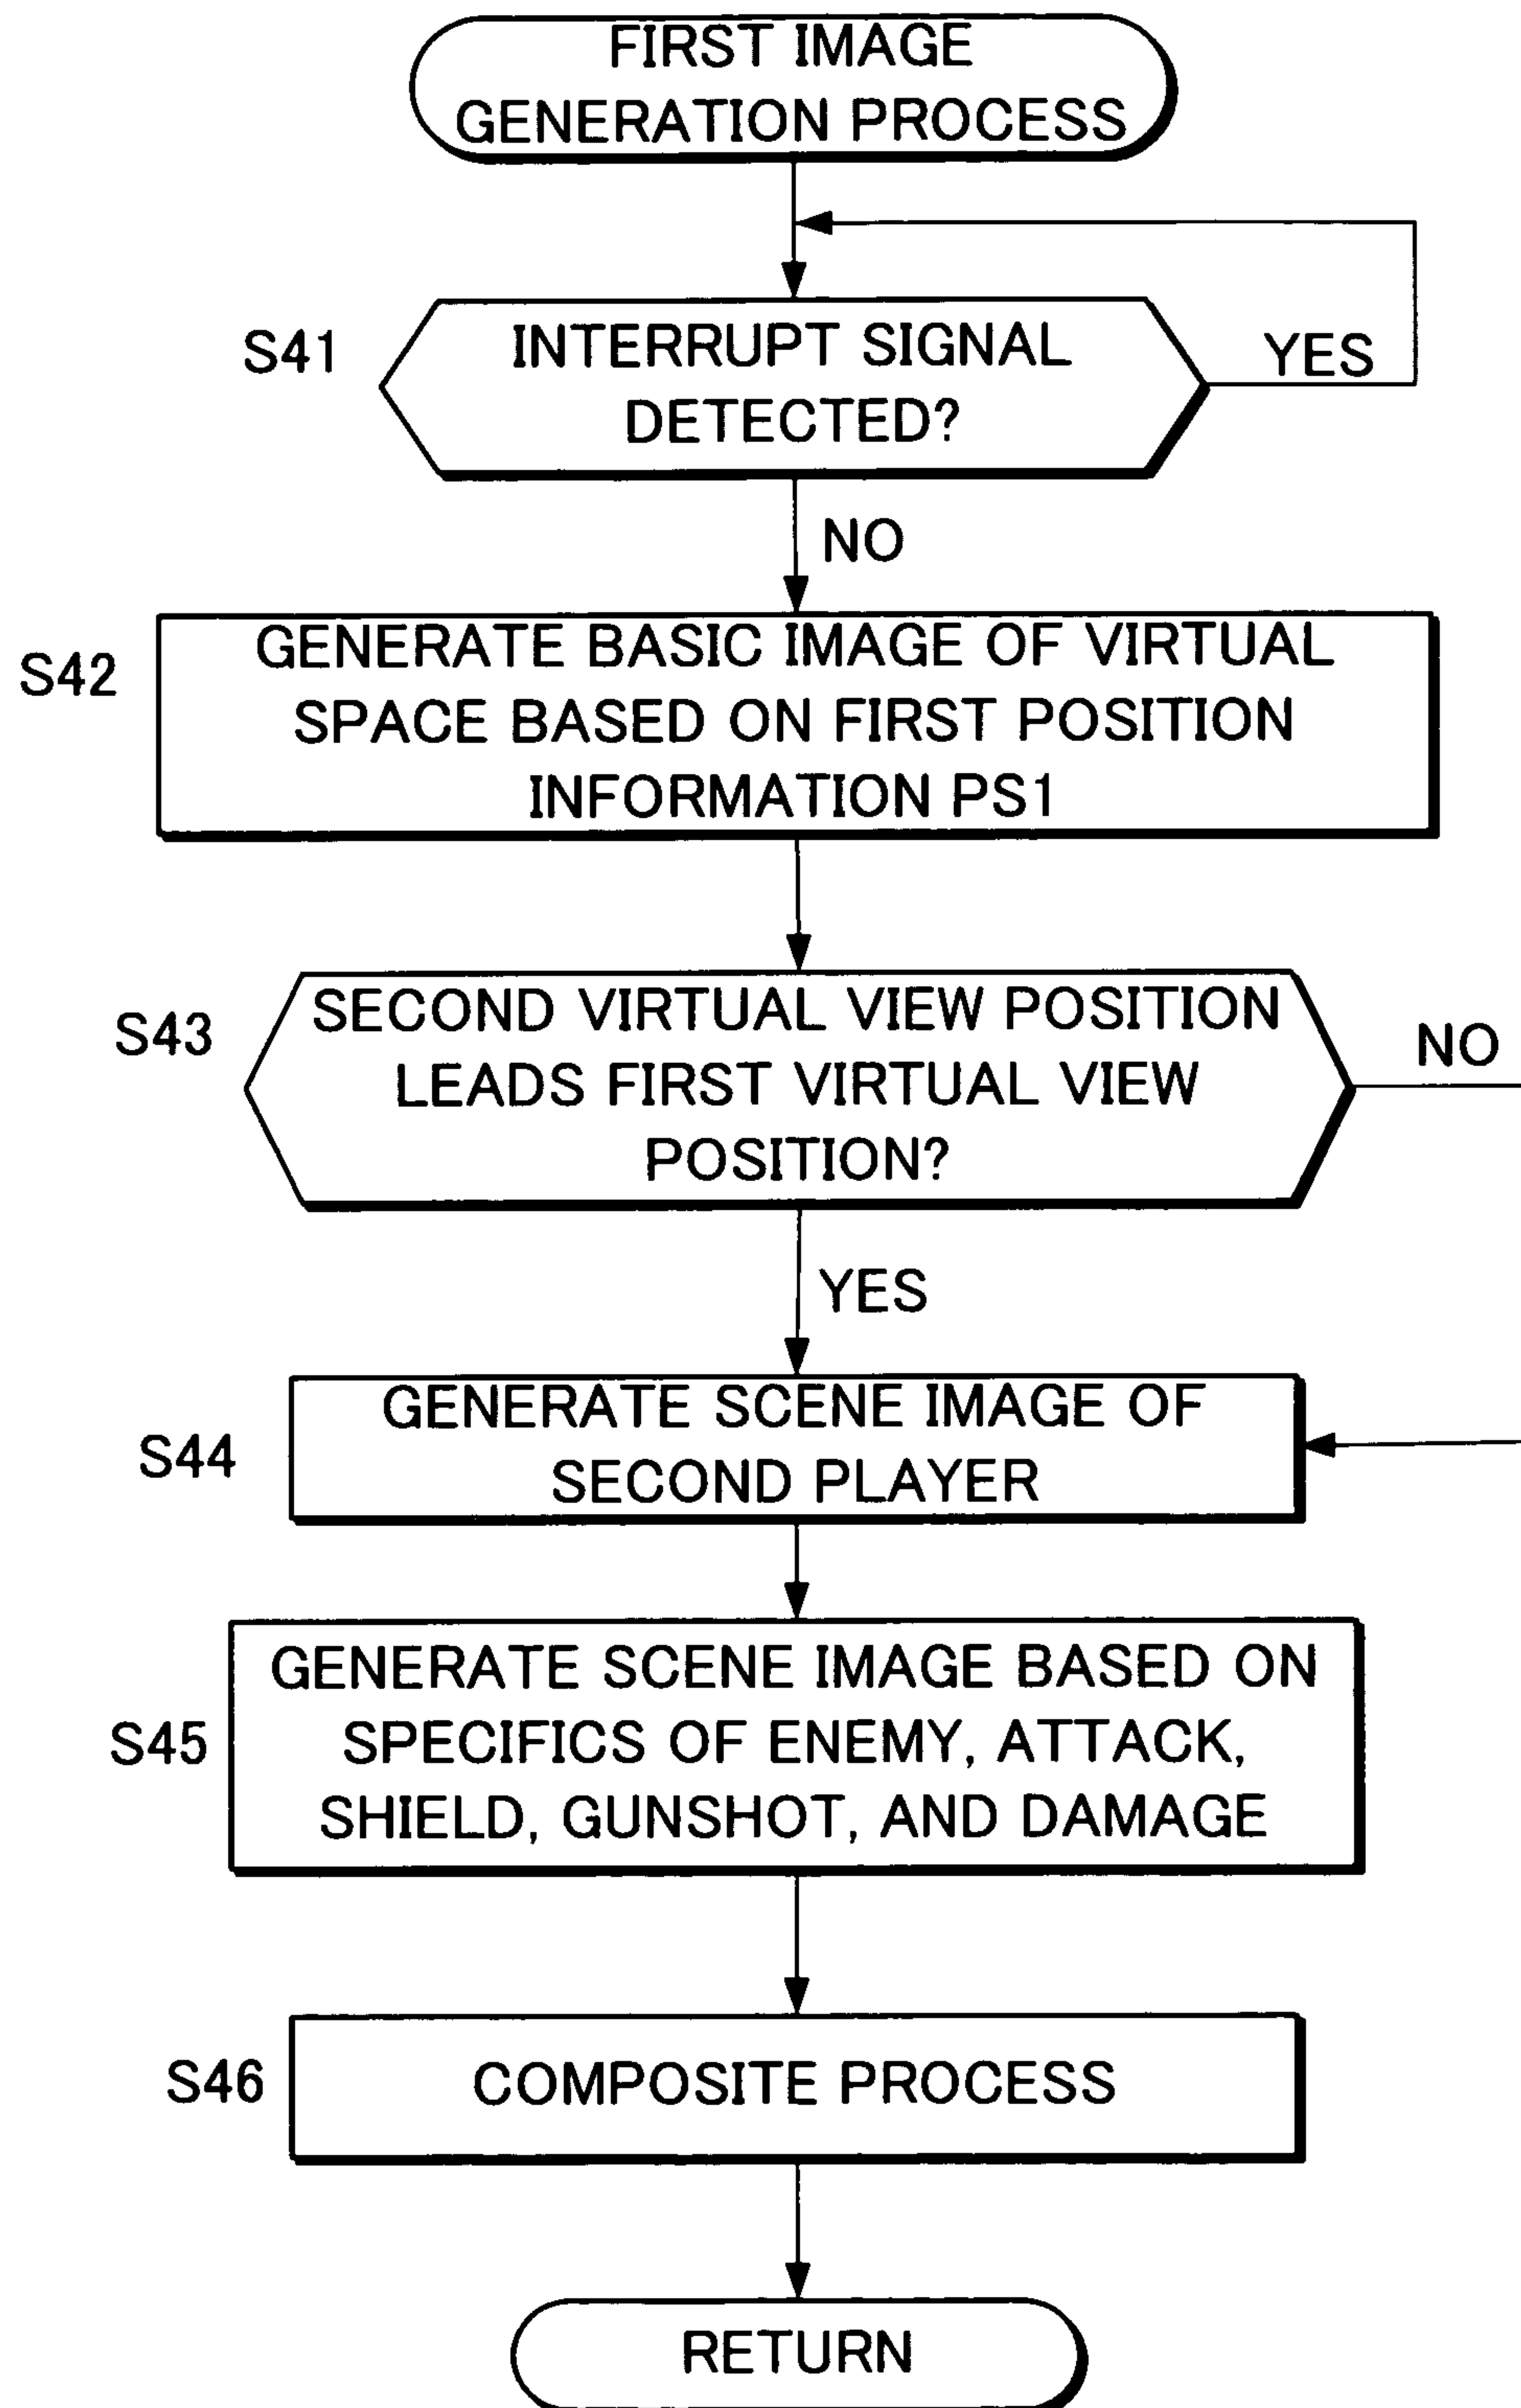 FIRST IMAGE
GENERATION PROCESS
S41
INTERRUPT SIGNAL
DETECTED?
YES
NO
S42
GENERATE BASIC IMAGE OF VIRTUAL
SPACE BASED ON FIRST POSITION
INFORMATION PS1
S43
SECOND VIRTUAL VIEW POSITION
LEADS FIRST VIRTUAL VIEW
POSITION?
NO
YES
S44
GENERATE SCENE IMAGE OF
SECOND PLAYER
S45
GENERATE SCENE IMAGE BASED ON
SPECIFICS OF ENEMY, ATTACK,
SHIELD, GUNSHOT, AND DAMAGE
S46
COMPOSITE PROCESS
RETURN